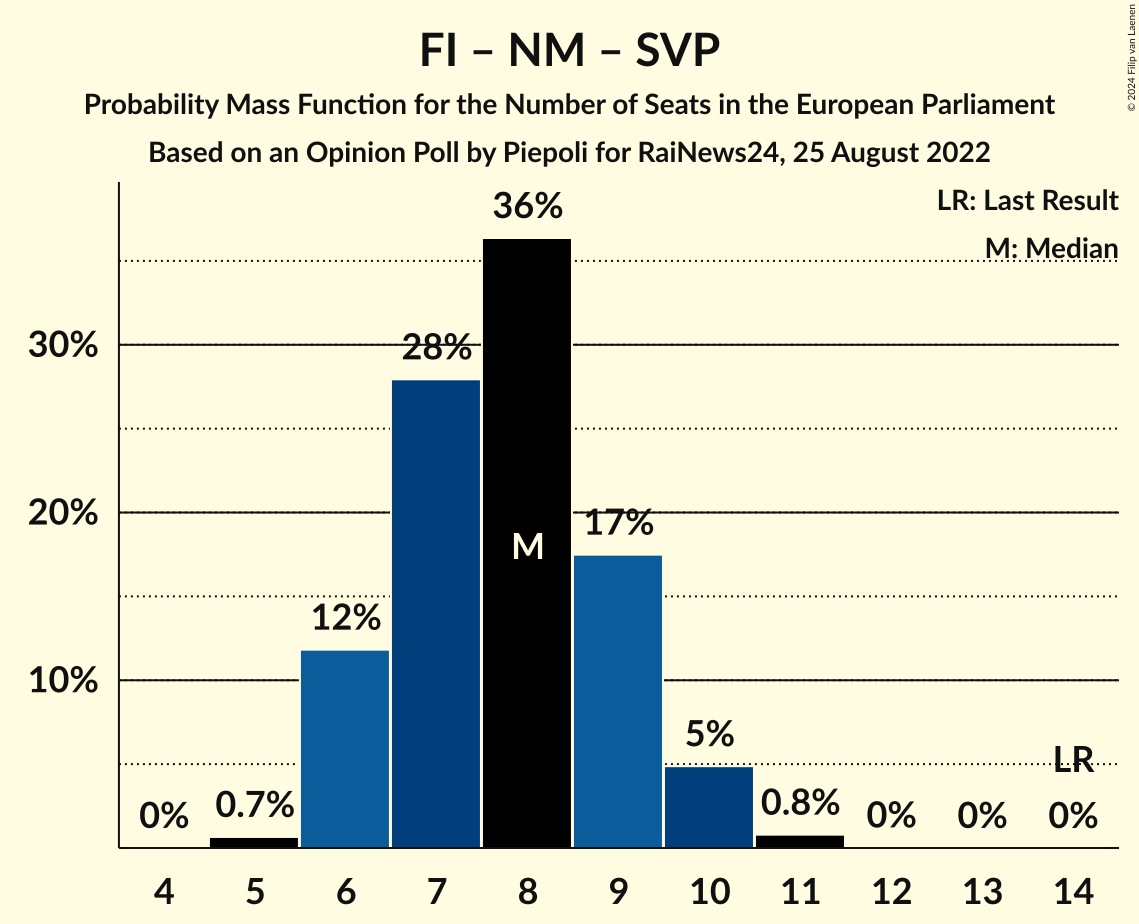 FI – NM – SVP
Probability Mass Function for the Number of Seats in the European Parliament
Based on an Opinion Poll by Piepoli for RaiNews24, 25 August 2022
© 2024 Filip van Laenen
LR: Last Result
M: Median
36%
30%
28%
20%
17%
M
12%
10%
5%
LR
0%
0.7%
0.8%
0%
0%
0%
4 5 6 7 8 9 10 11 12 13 14